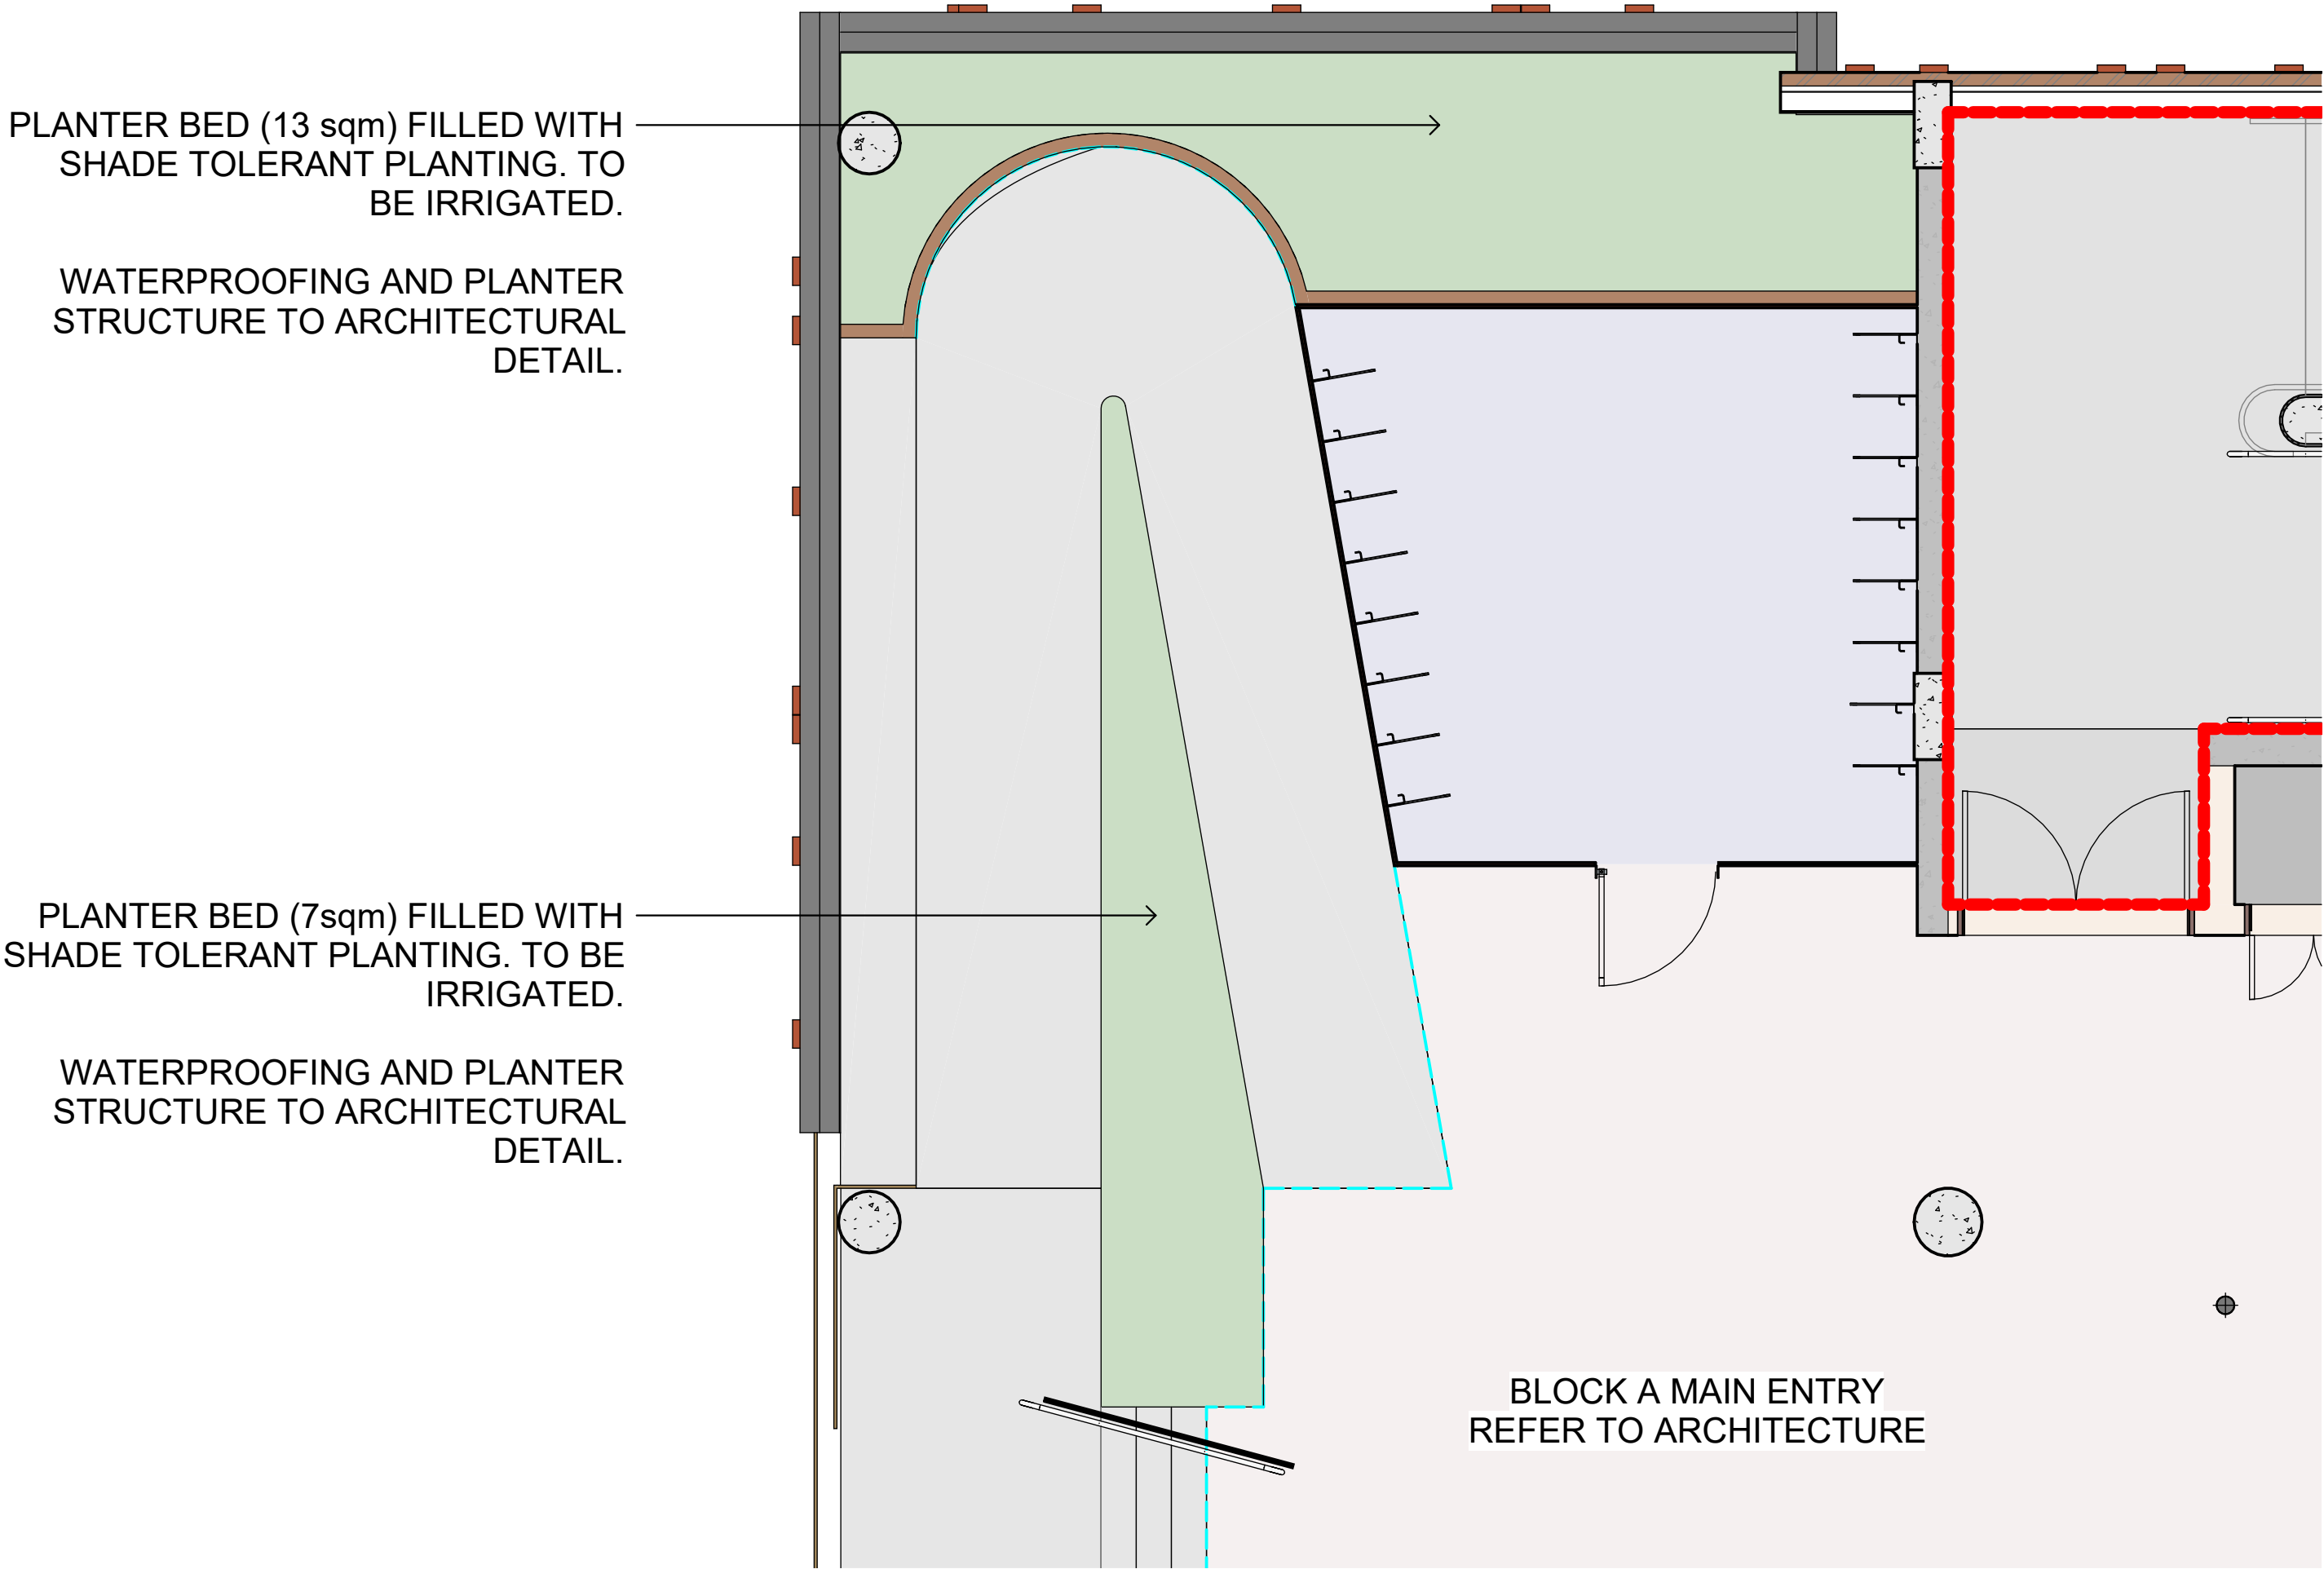 PLANTER BED (13 sqm) FILLED WITH
SHADE TOLERANT PLANTING. TO
BE IRRIGATED.
WATERPROOFING AND PLANTER
STRUCTURE TO ARCHITECTURAL
DETAIL.
PLANTER BED (7sqm) FILLED WITH
SHADE TOLERANT PLANTING. TO BE
IRRIGATED.
WATERPROOFING AND PLANTER
STRUCTURE TO ARCHITECTURAL
DETAIL.
BLOCK A MAIN ENTRY
REFER TO ARCHITECTURE